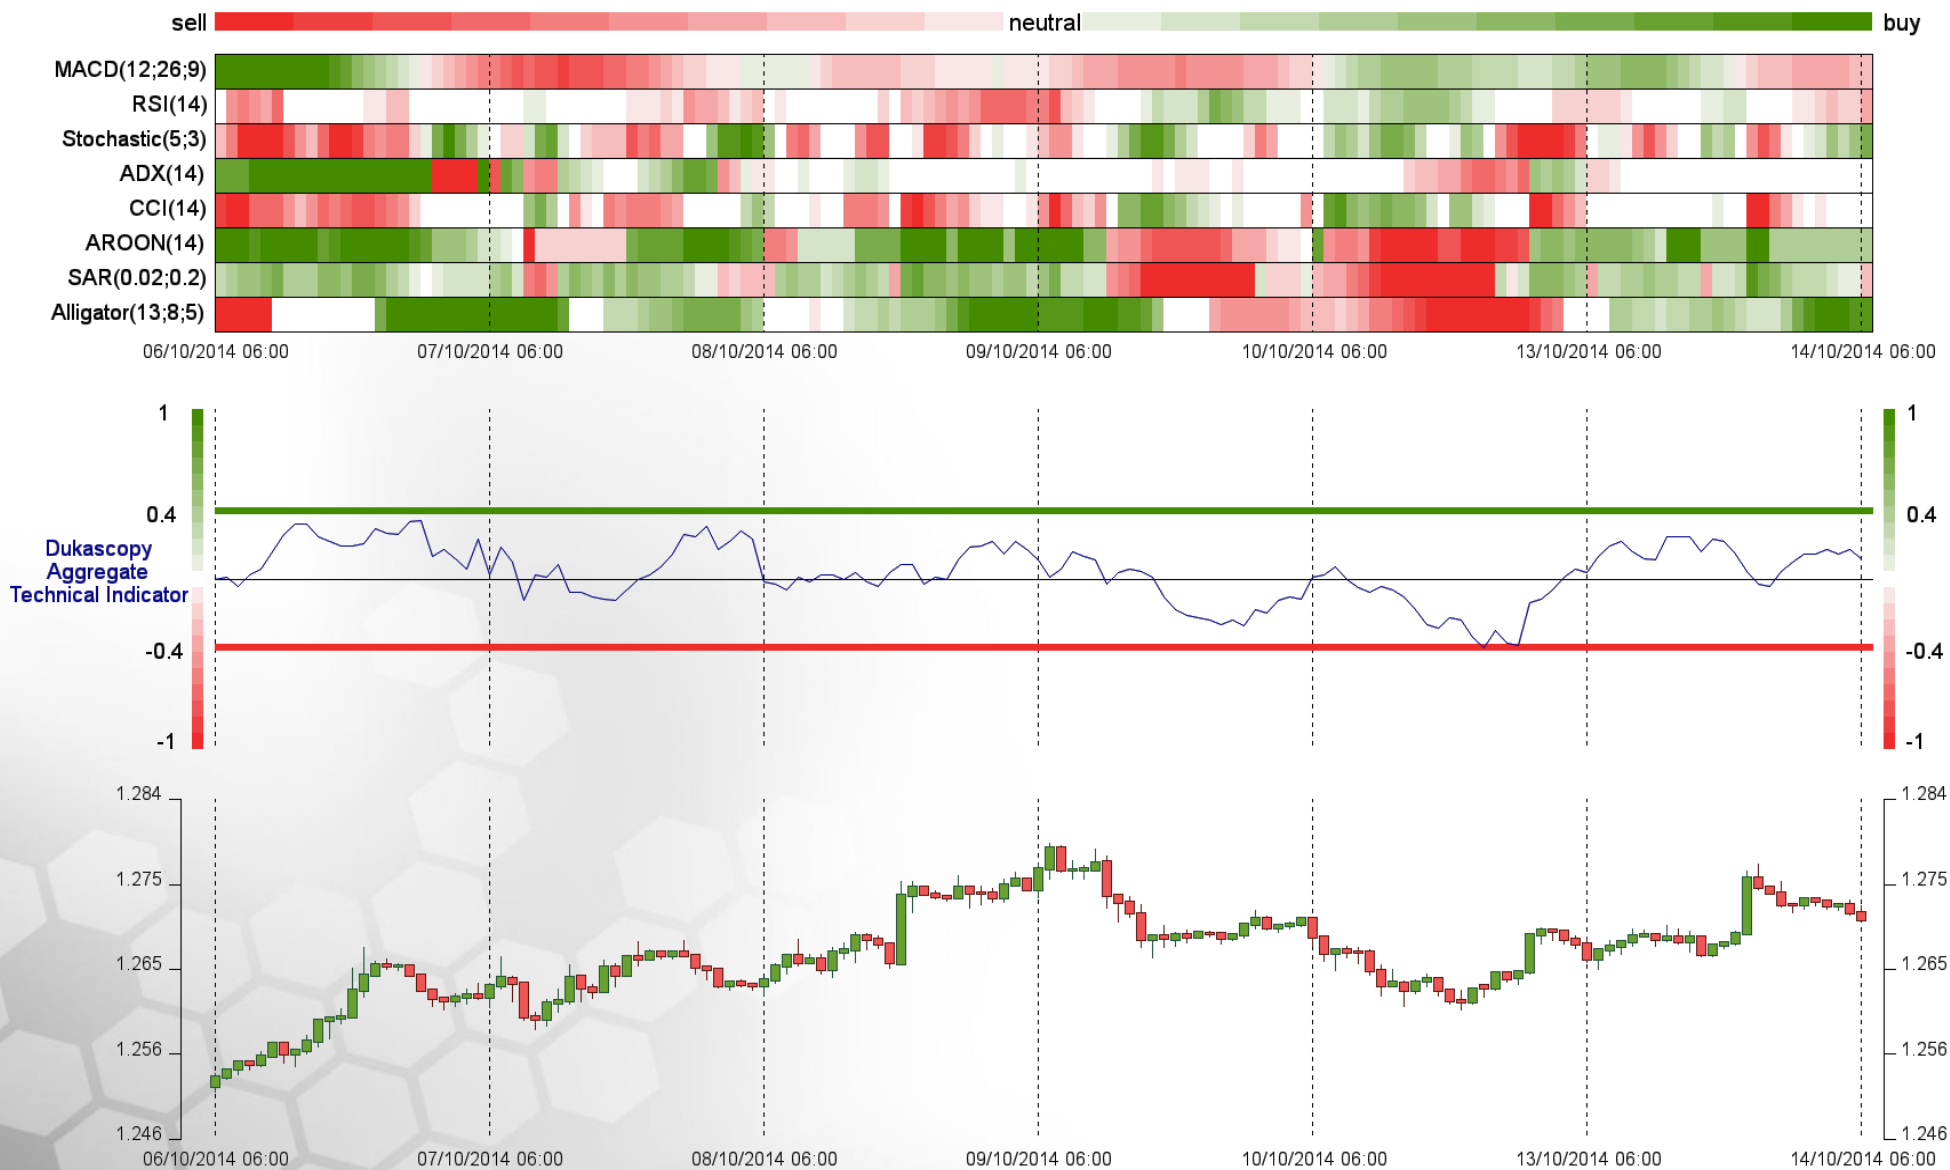 sell neutral buy
MACD(12;26;9)
RSI(14)
Stochastic(5;3)
ADX(14)
CCI(14)
AROON(14)
SAR(0.02;0.2)
Alligator(13;8;5)
06/10/2014 06:00 07/10/2014 06:00 08/10/2014 06:00 09/10/2014 06:00 10/10/2014 06:00 13/10/2014 06:00 14/10/2014 06:00
1 1
0.4 0.4
Dukascopy
Aggregate
Technical Indicator
-0.4 -0.4
-1 -1
1.284 1.284
1.275 1.275
1.265 1.265
1.256 1.256
1.246 1.246
06/10/2014 06:00 07/10/2014 06:00 08/10/2014 06:00 09/10/2014 06:00 10/10/2014 06:00 13/10/2014 06:00 14/10/2014 06:00